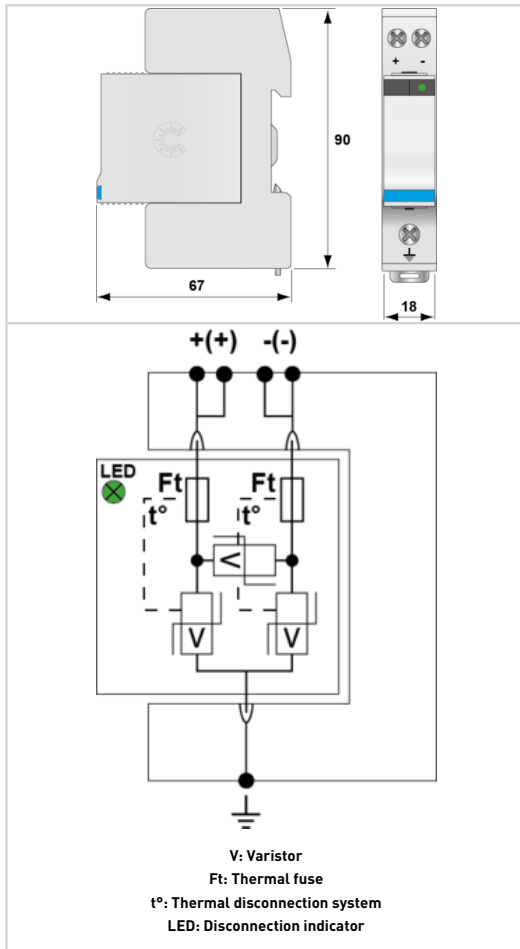 + -
90
67
18
+(+) -(-)
LED
Ft Ft
t° t°
V
V V
V: Varistor
Ft: Thermal fuse
t°: Thermal disconnection system
LED: Disconnection indicator